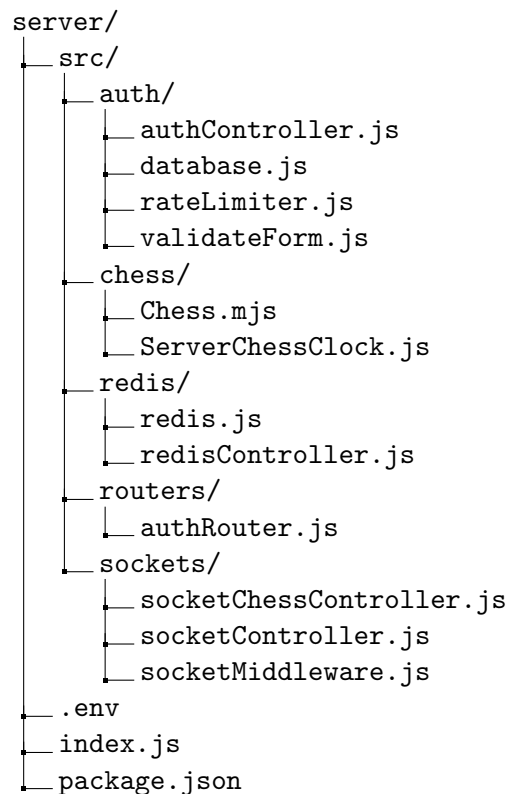 server/
src/
auth/
authController.js
database.js
rateLimiter.js
validateForm.js
chess/
Chess.mjs
ServerChessClock.js
redis/
redis.js
redisController.js
routers/
authRouter.js
sockets/
socketChessController.js
socketController.js
socketMiddleware.js
.env
index.js
package.json